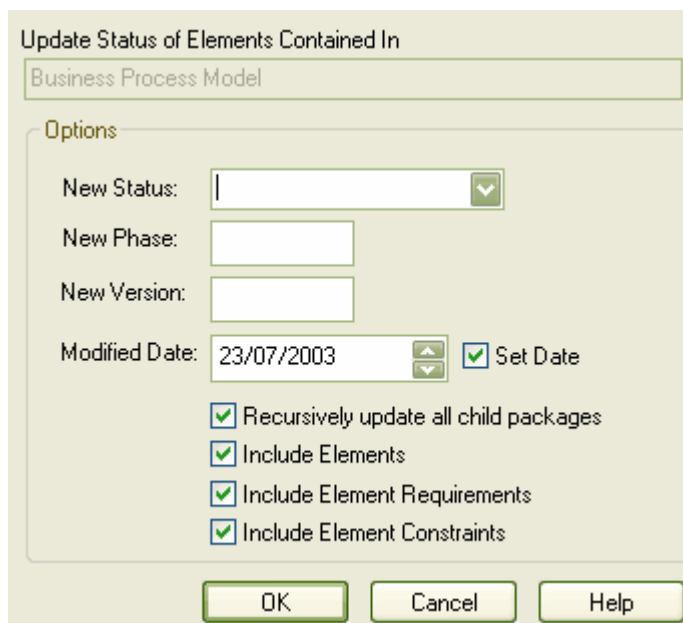 Update Status of Elements Contained In
Business Process Model
Options
New Status:
New Phase:
New Version:
Modified Date: 23/07/2003 Set Date
Recursively update all child packages
Include Elements
Include Element Requirements
Include Element Constraints
OK Cancel Help